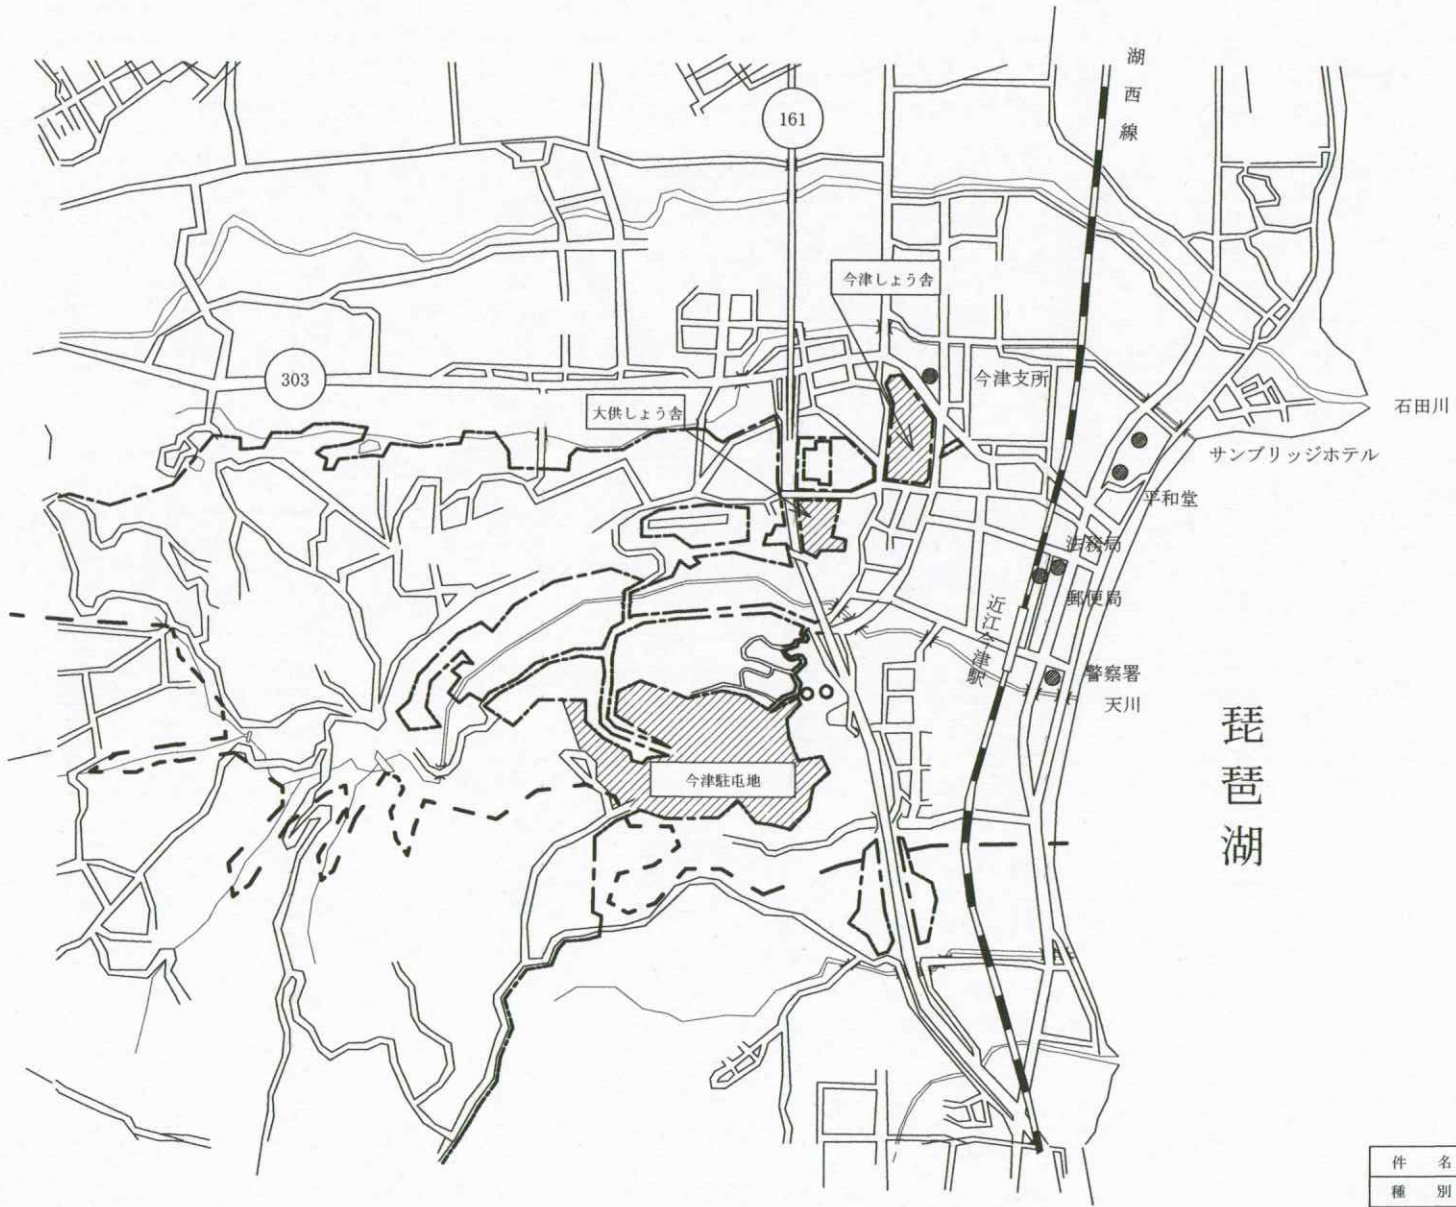 湖西線
161
今津しょう舎
303
今津支所
大供しょう舎
石田川
サンブリッジホテル
平和堂
法務局
郵便局
近江今津駅
警察署
天川
琵琶湖
今津駐屯地
件 名
種 別